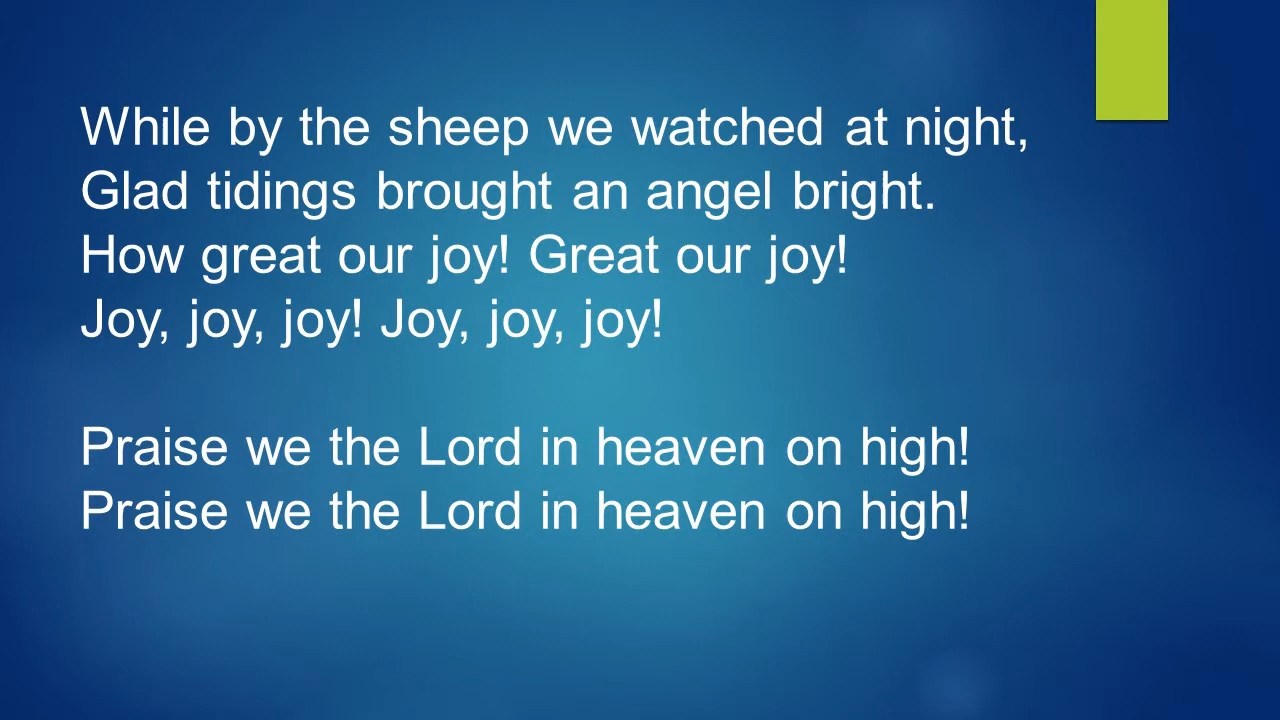 While by the sheep we watched at night,
Glad tidings brought an angel bright.
How great our joy! Great our joy!
Joy, joy, joy! Joy, joy, joy!
Praise we the Lord in heaven on high!
Praise we the Lord in heaven on high!